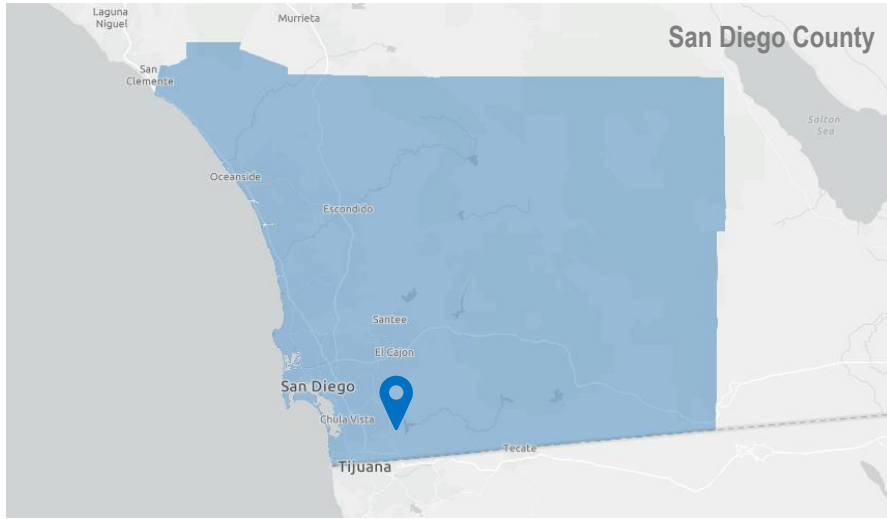 Laguna
Niguel
Murrieta
San Diego County
San
Clemente
Salton
Sea
Oceanside
Escondido
Santee
El Cajon
San Diego
Chula Vista
Tecate
Tijuana